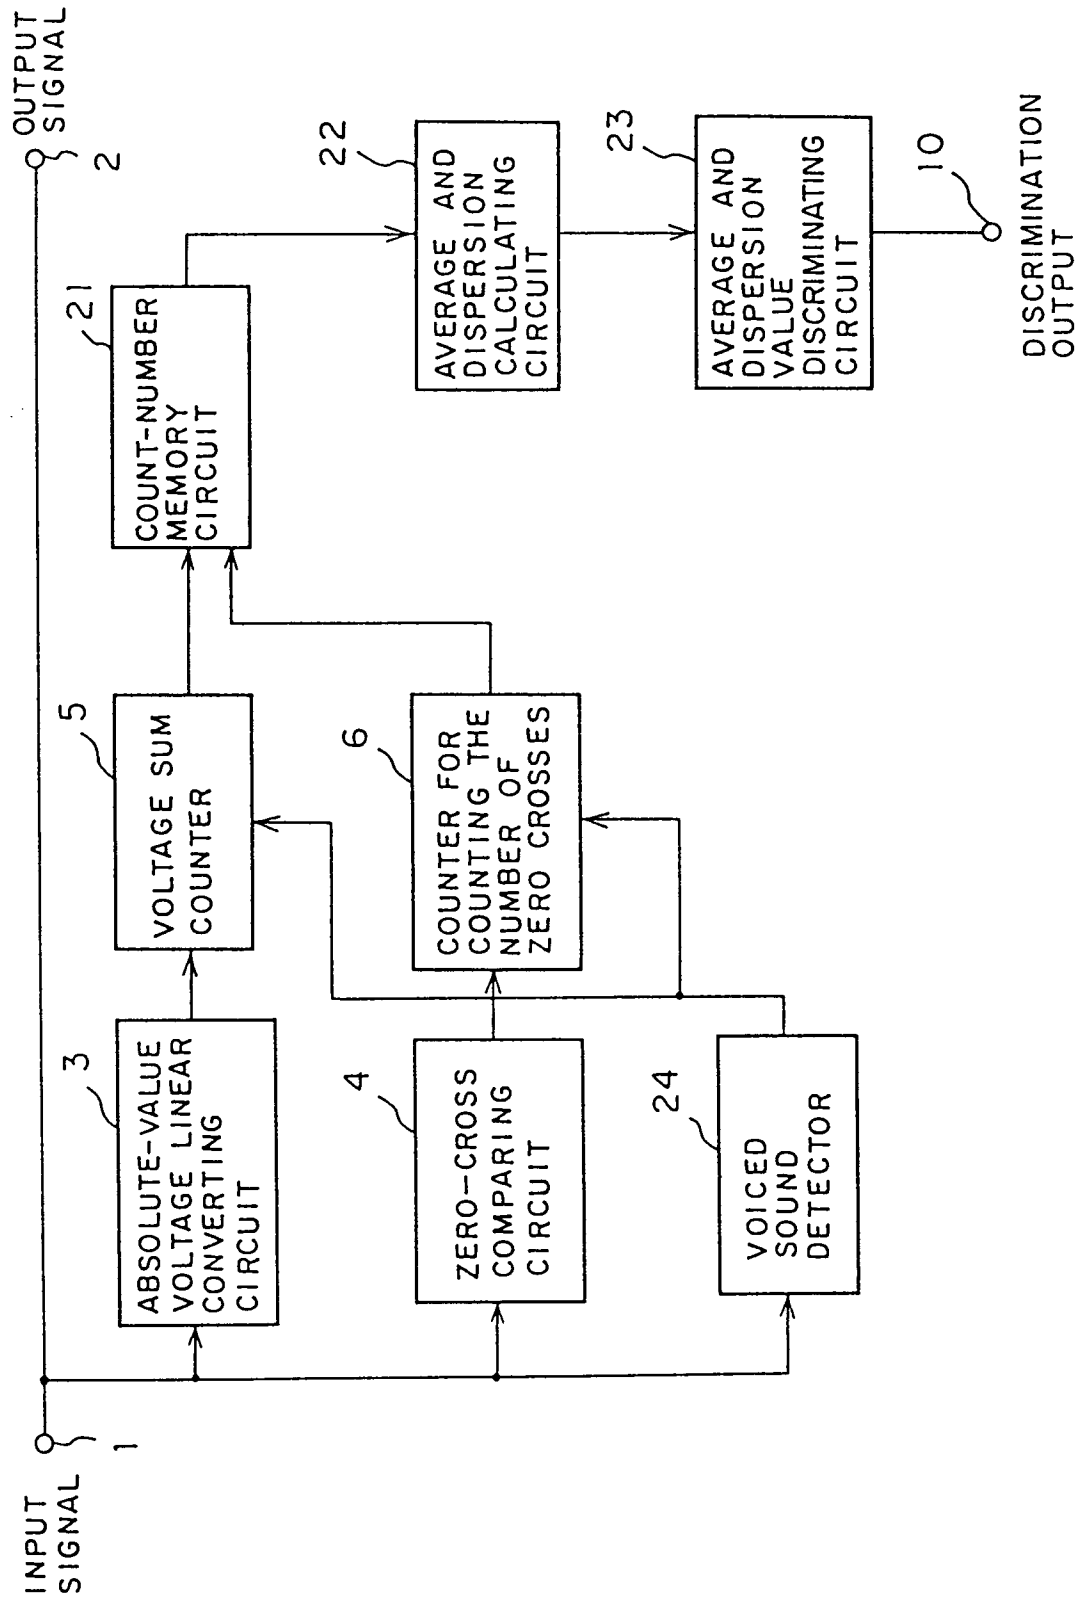 INPUT
SIGNAL
1
OUTPUT
SIGNAL
2
3
ABSOLUTE-VALUE
VOLTAGE LINEAR
CONVERTING
CIRCUIT
5
VOLTAGE SUM
COUNTER
21
COUNT-NUMBER
MEMORY
CIRCUIT
4
ZERO-CROSS
COMPARING
CIRCUIT
6
COUNTER FOR
COUNTING THE
NUMBER OF
ZERO CROSSES
22
AVERAGE AND
DISPERSION
CALCULATING
CIRCUIT
24
VOICED
SOUND
DETECTOR
23
AVERAGE AND
DISPERSION
VALUE
DISCRIMINATING
CIRCUIT
10
DISCRIMINATION
OUTPUT